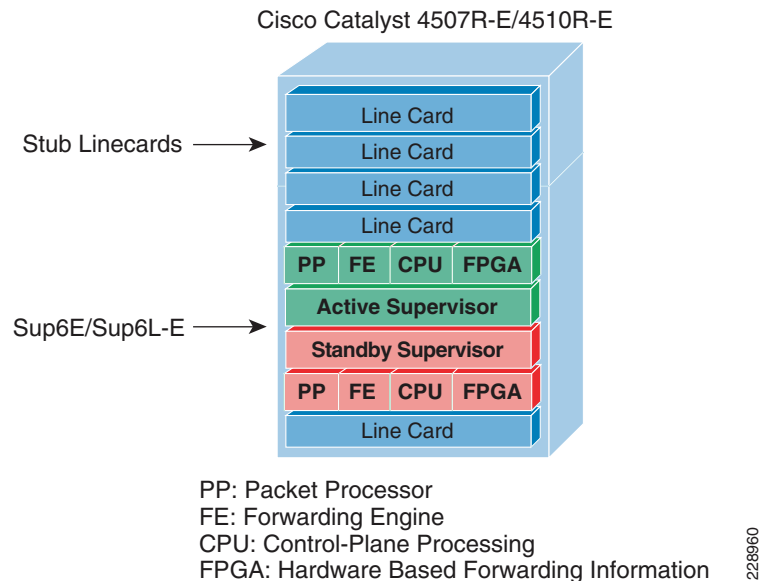 Cisco Catalyst 4507R-E/4510R-E
Line Card
Stub Linecards
Line Card
Line Card
Line Card
PP FE CPU FPGA
Active Supervisor
Sup6E/Sup6L-E
Standby Supervisor
PP FE CPU FPGA
Line Card
PP: Packet Processor
FE: Forwarding Engine
CPU: Control-Plane Processing
FPGA: Hardware Based Forwarding Information
228960